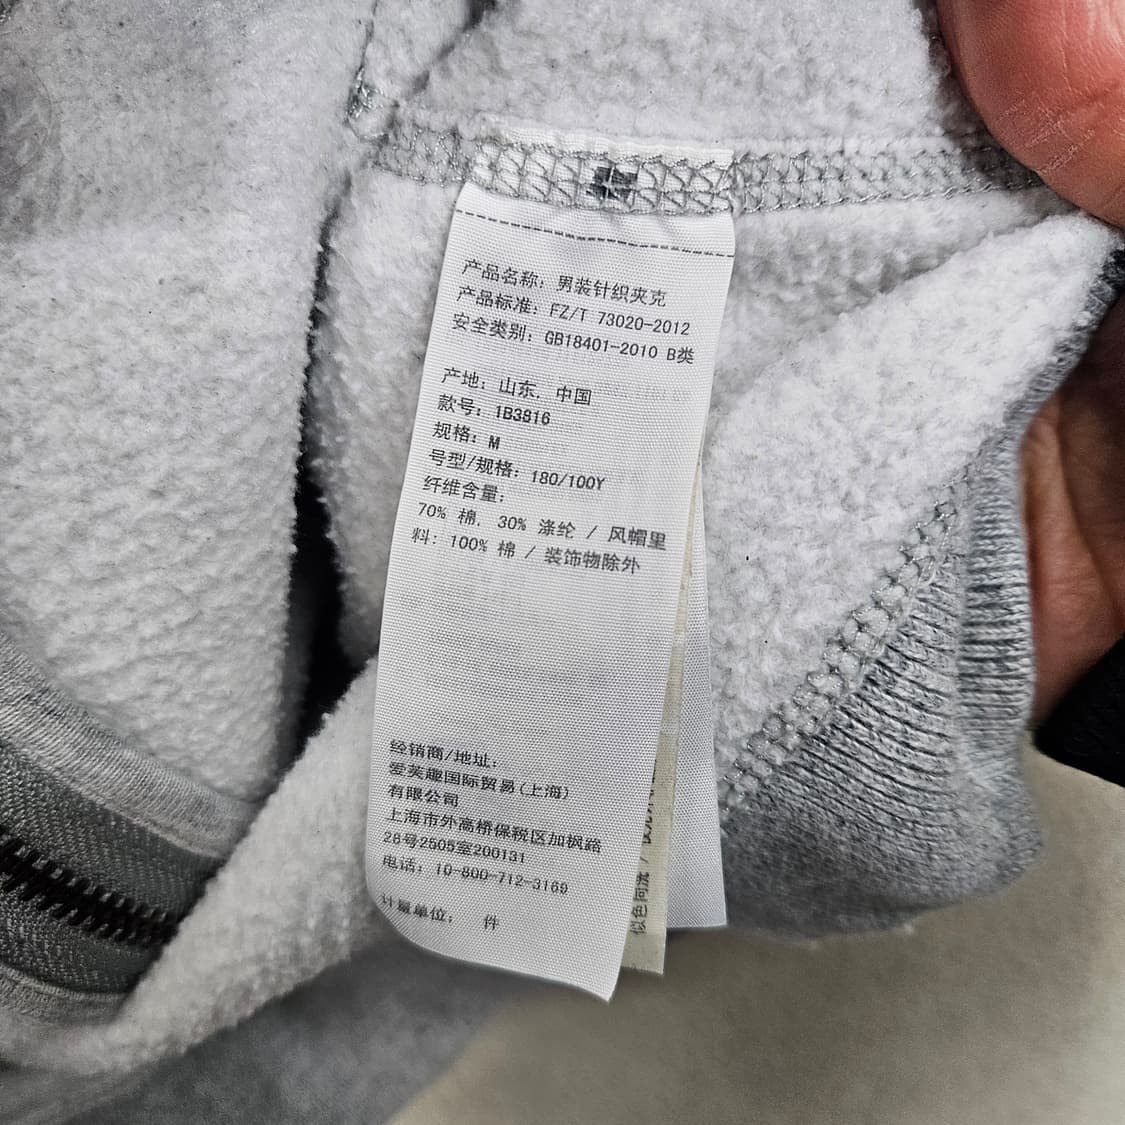 产品名称: 男装针织夹克
产品标准: FZ/T 73020-2012
安全类别: GB18401-2010 B类
产地: 山东, 中国
款号: 1B3816
规格: M
号型/规格: 180/100Y
纤维含量:
70% 棉, 30% 涤纶 / 风帽里
料: 100% 棉 / 装饰物除外
经销商/地址:
爱芙趣国际贸易(上海)
有限公司
上海市外高桥保税区加枫路
28号2505室200131
电话: 10-800-712-3169
计量单位: 件
似色同洗 /